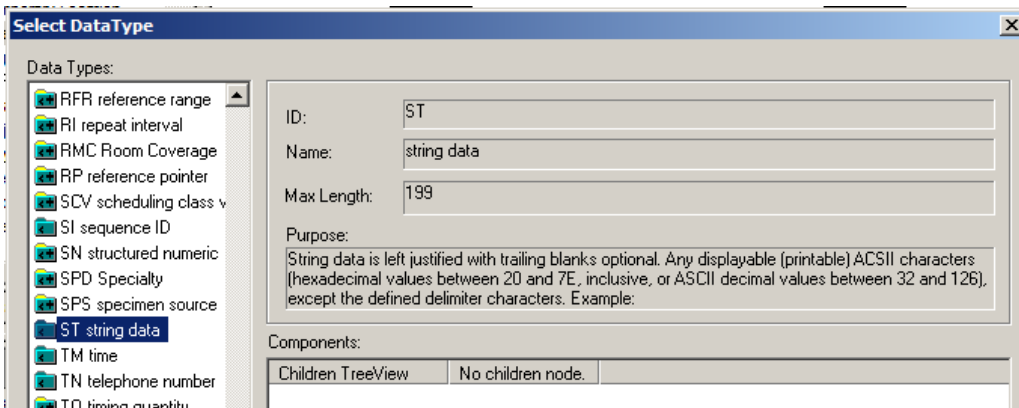 Select DataType
Data Types:
RFR reference range
RI repeat interval
RMC Room Coverage
RP reference pointer
SCV scheduling class v
SI sequence ID
SN structured numeric
SPD Specialty
SPS specimen source
ST string data
TM time
TN telephone number
TQ timing quantity
ID:
ST
Name:
string data
Max Length:
199
Purpose:
String data is left justified with trailing blanks optional. Any displayable (printable) ACSII characters
(hexadecimal values between 20 and 7E, inclusive, or ASCII decimal values between 32 and 126),
except the defined delimiter characters. Example:
Components:
Children TreeView
No children node.